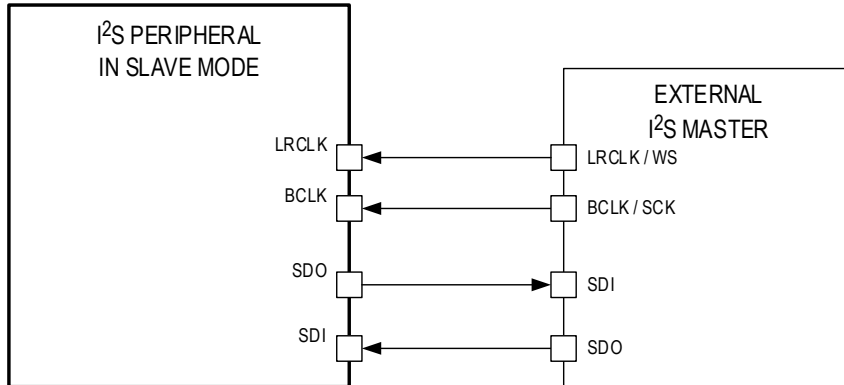 I²S PERIPHERAL
IN SLAVE MODE
EXTERNAL
I²S MASTER
LRCLK
LRCLK / WS
BCLK
BCLK / SCK
SDO
SDI
SDI
SDO